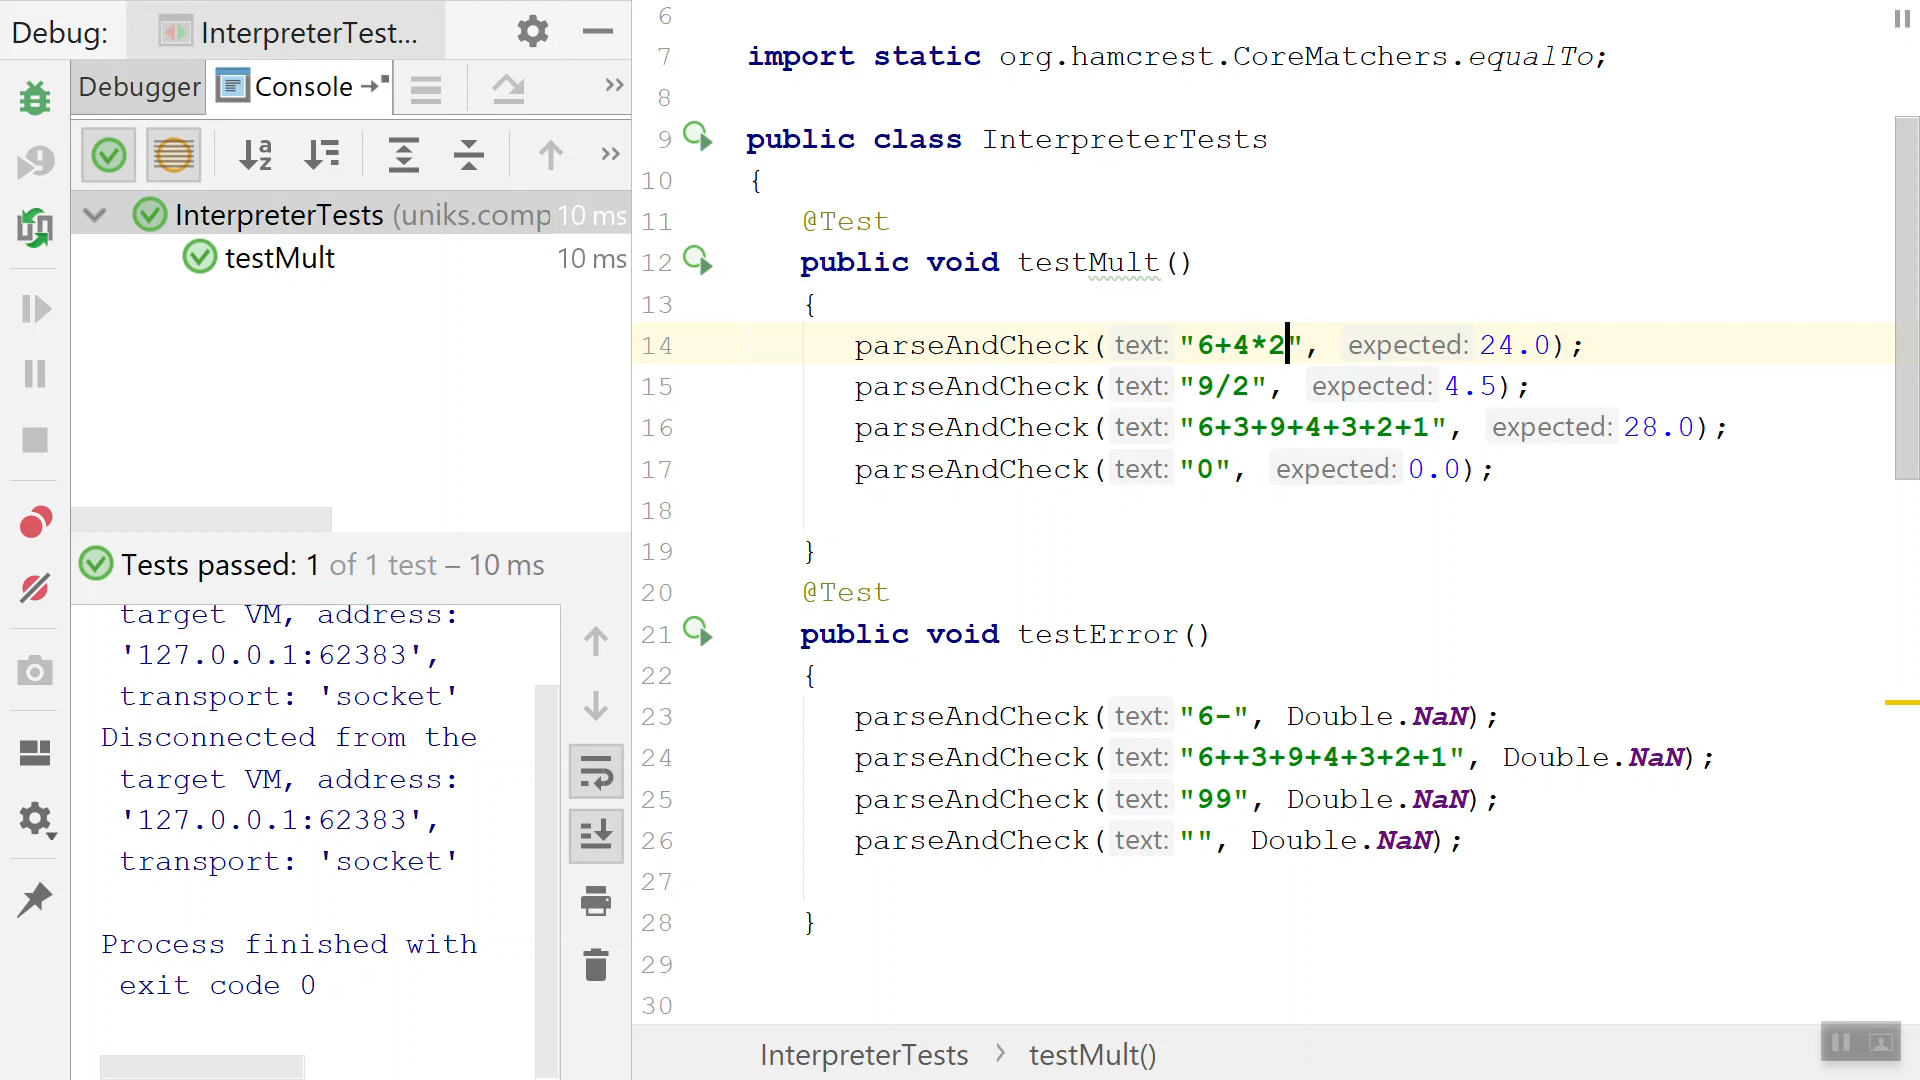 Debug:
InterpreterTest...
Debugger
Console
InterpreterTests (uniks.comp 10 ms
testMult 10 ms
Tests passed: 1 of 1 test – 10 ms
target VM, address:
'127.0.0.1:62383',
transport: 'socket'
Disconnected from the
target VM, address:
'127.0.0.1:62383',
transport: 'socket'
Process finished with
exit code 0
6
7 import static org.hamcrest.CoreMatchers.equalTo;
8
9 public class InterpreterTests
10 {
11 @Test
12 public void testMult()
13 {
14 parseAndCheck( text: "6+4*2", expected: 24.0);
15 parseAndCheck( text: "9/2", expected: 4.5);
16 parseAndCheck( text: "6+3+9+4+3+2+1", expected: 28.0);
17 parseAndCheck( text: "0", expected: 0.0);
18
19 }
20 @Test
21 public void testError()
22 {
23 parseAndCheck( text: "6-", Double.NaN);
24 parseAndCheck( text: "6++3+9+4+3+2+1", Double.NaN);
25 parseAndCheck( text: "99", Double.NaN);
26 parseAndCheck( text: "", Double.NaN);
27
28 }
29
30
InterpreterTests > testMult()